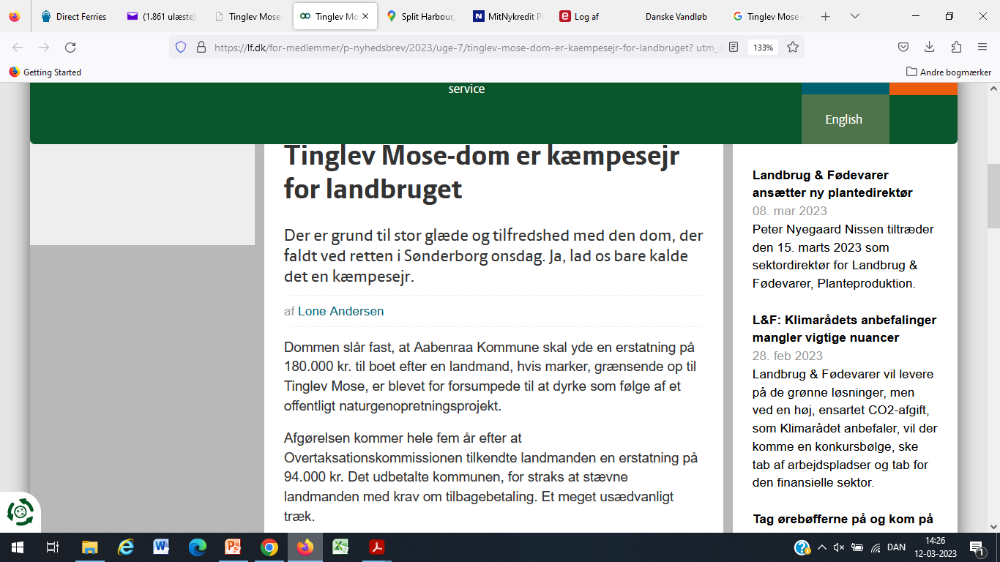 Direct Ferries
(1.861 ulæste)
Tinglev Mose-
Tinglev Mo
Split Harbour,
MitNykredit P
Log af
Danske Vandløb
Tinglev Mose
https://lf.dk/for-medlemmer/p-nyhedsbrev/2023/uge-7/tinglev-mose-dom-er-kaempesejr-for-landbruget? utm_s
133%
Getting Started
Andre bogmærker
service
English
Tinglev Mose-dom er kæmpesejr
for landbruget
Der er grund til stor glæde og tilfredshed med den dom, der
faldt ved retten i Sønderborg onsdag. Ja, lad os bare kalde
det en kæmpesejr.
af Lone Andersen
Dommen slår fast, at Aabenraa Kommune skal yde en erstatning på
180.000 kr. til boet efter en landmand, hvis marker, grænsende op til
Tinglev Mose, er blevet for forsumpede til at dyrke som følge af et
offentligt naturgenopretningsprojekt.
Afgørelsen kommer hele fem år efter at
Overtaksationskommissionen tilkendte landmanden en erstatning på
94.000 kr. Det udbetalte kommunen, for straks at stævne
landmanden med krav om tilbagebetaling. Et meget usædvanligt
træk.
Landbrug & Fødevarer
ansætter ny plantedirektør
08. mar 2023
Peter Nyegaard Nissen tiltræder
den 15. marts 2023 som
sektordirektør for Landbrug &
Fødevarer, Planteproduktion.
L&F: Klimarådets anbefalinger
mangler vigtige nuancer
28. feb 2023
Landbrug & Fødevarer vil levere
på de grønne løsninger, men
ved en høj, ensartet CO2-afgift,
som Klimarådet anbefaler, vil der
komme en konkursbølge, ske
tab af arbejdspladser og tab for
den finansielle sektor.
Tag ørebøfferne på og kom på
DAN
14:26
12-03-2023
1